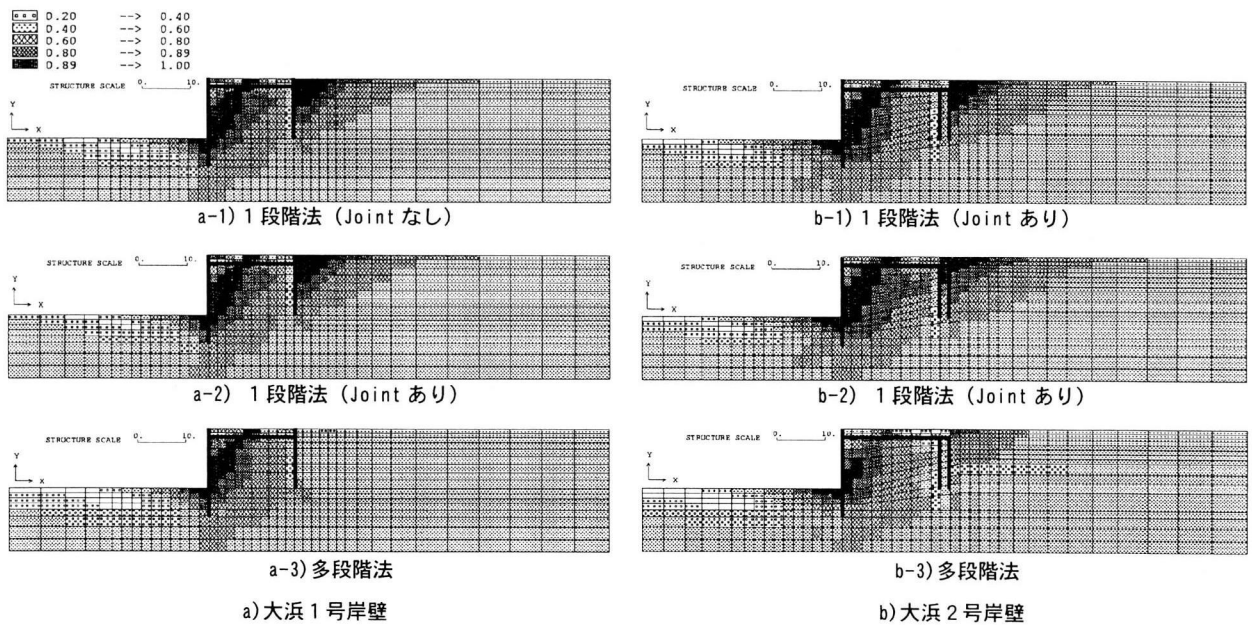 0.20 --> 0.40
0.40 --> 0.60
0.60 --> 0.80
0.80 --> 0.89
0.89 --> 1.00
STRUCTURE SCALE 0. 10.
Y
X
a-1) 1段階法 (Joint なし)
STRUCTURE SCALE 0. 10.
Y
X
b-1) 1段階法 (Joint あり)
STRUCTURE SCALE 0. 10.
Y
X
a-2) 1段階法 (Joint あり)
STRUCTURE SCALE 0. 10.
Y
X
b-2) 1段階法 (Joint あり)
STRUCTURE SCALE 0. 10.
Y
X
a-3) 多段階法
STRUCTURE SCALE 0. 10.
Y
X
b-3) 多段階法
a) 大浜1号岸壁
b) 大浜2号岸壁